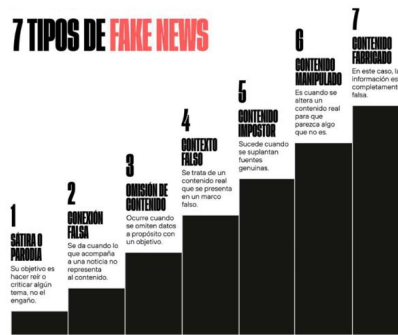 7 TIPOS DE FAKE NEWS
1
SÁTIRA O
PARODIA
Su objetivo es
hacer reír o
criticar algún
tema, no el
engaño.
2
CONEXIÓN
FALSA
Se da cuando lo
que acompaña
a una noticia no
representa
al contenido.
3
OMISIÓN DE
CONTENIDO
Ocurre cuando
se omiten datos
a propósito con
un objetivo.
4
CONTEXTO
FALSO
Se trata de un
contenido real
que se presenta
en un marco
falso.
5
CONTENIDO
IMPOSTOR
Sucede cuando
se suplantan
fuentes
genuinas.
6
CONTENIDO
MANIPULADO
Es cuando se
altera un
contenido real
para que
parezca algo
que no es.
7
CONTENIDO
FABRICADO
En este caso, la
información es
completamente
falsa.